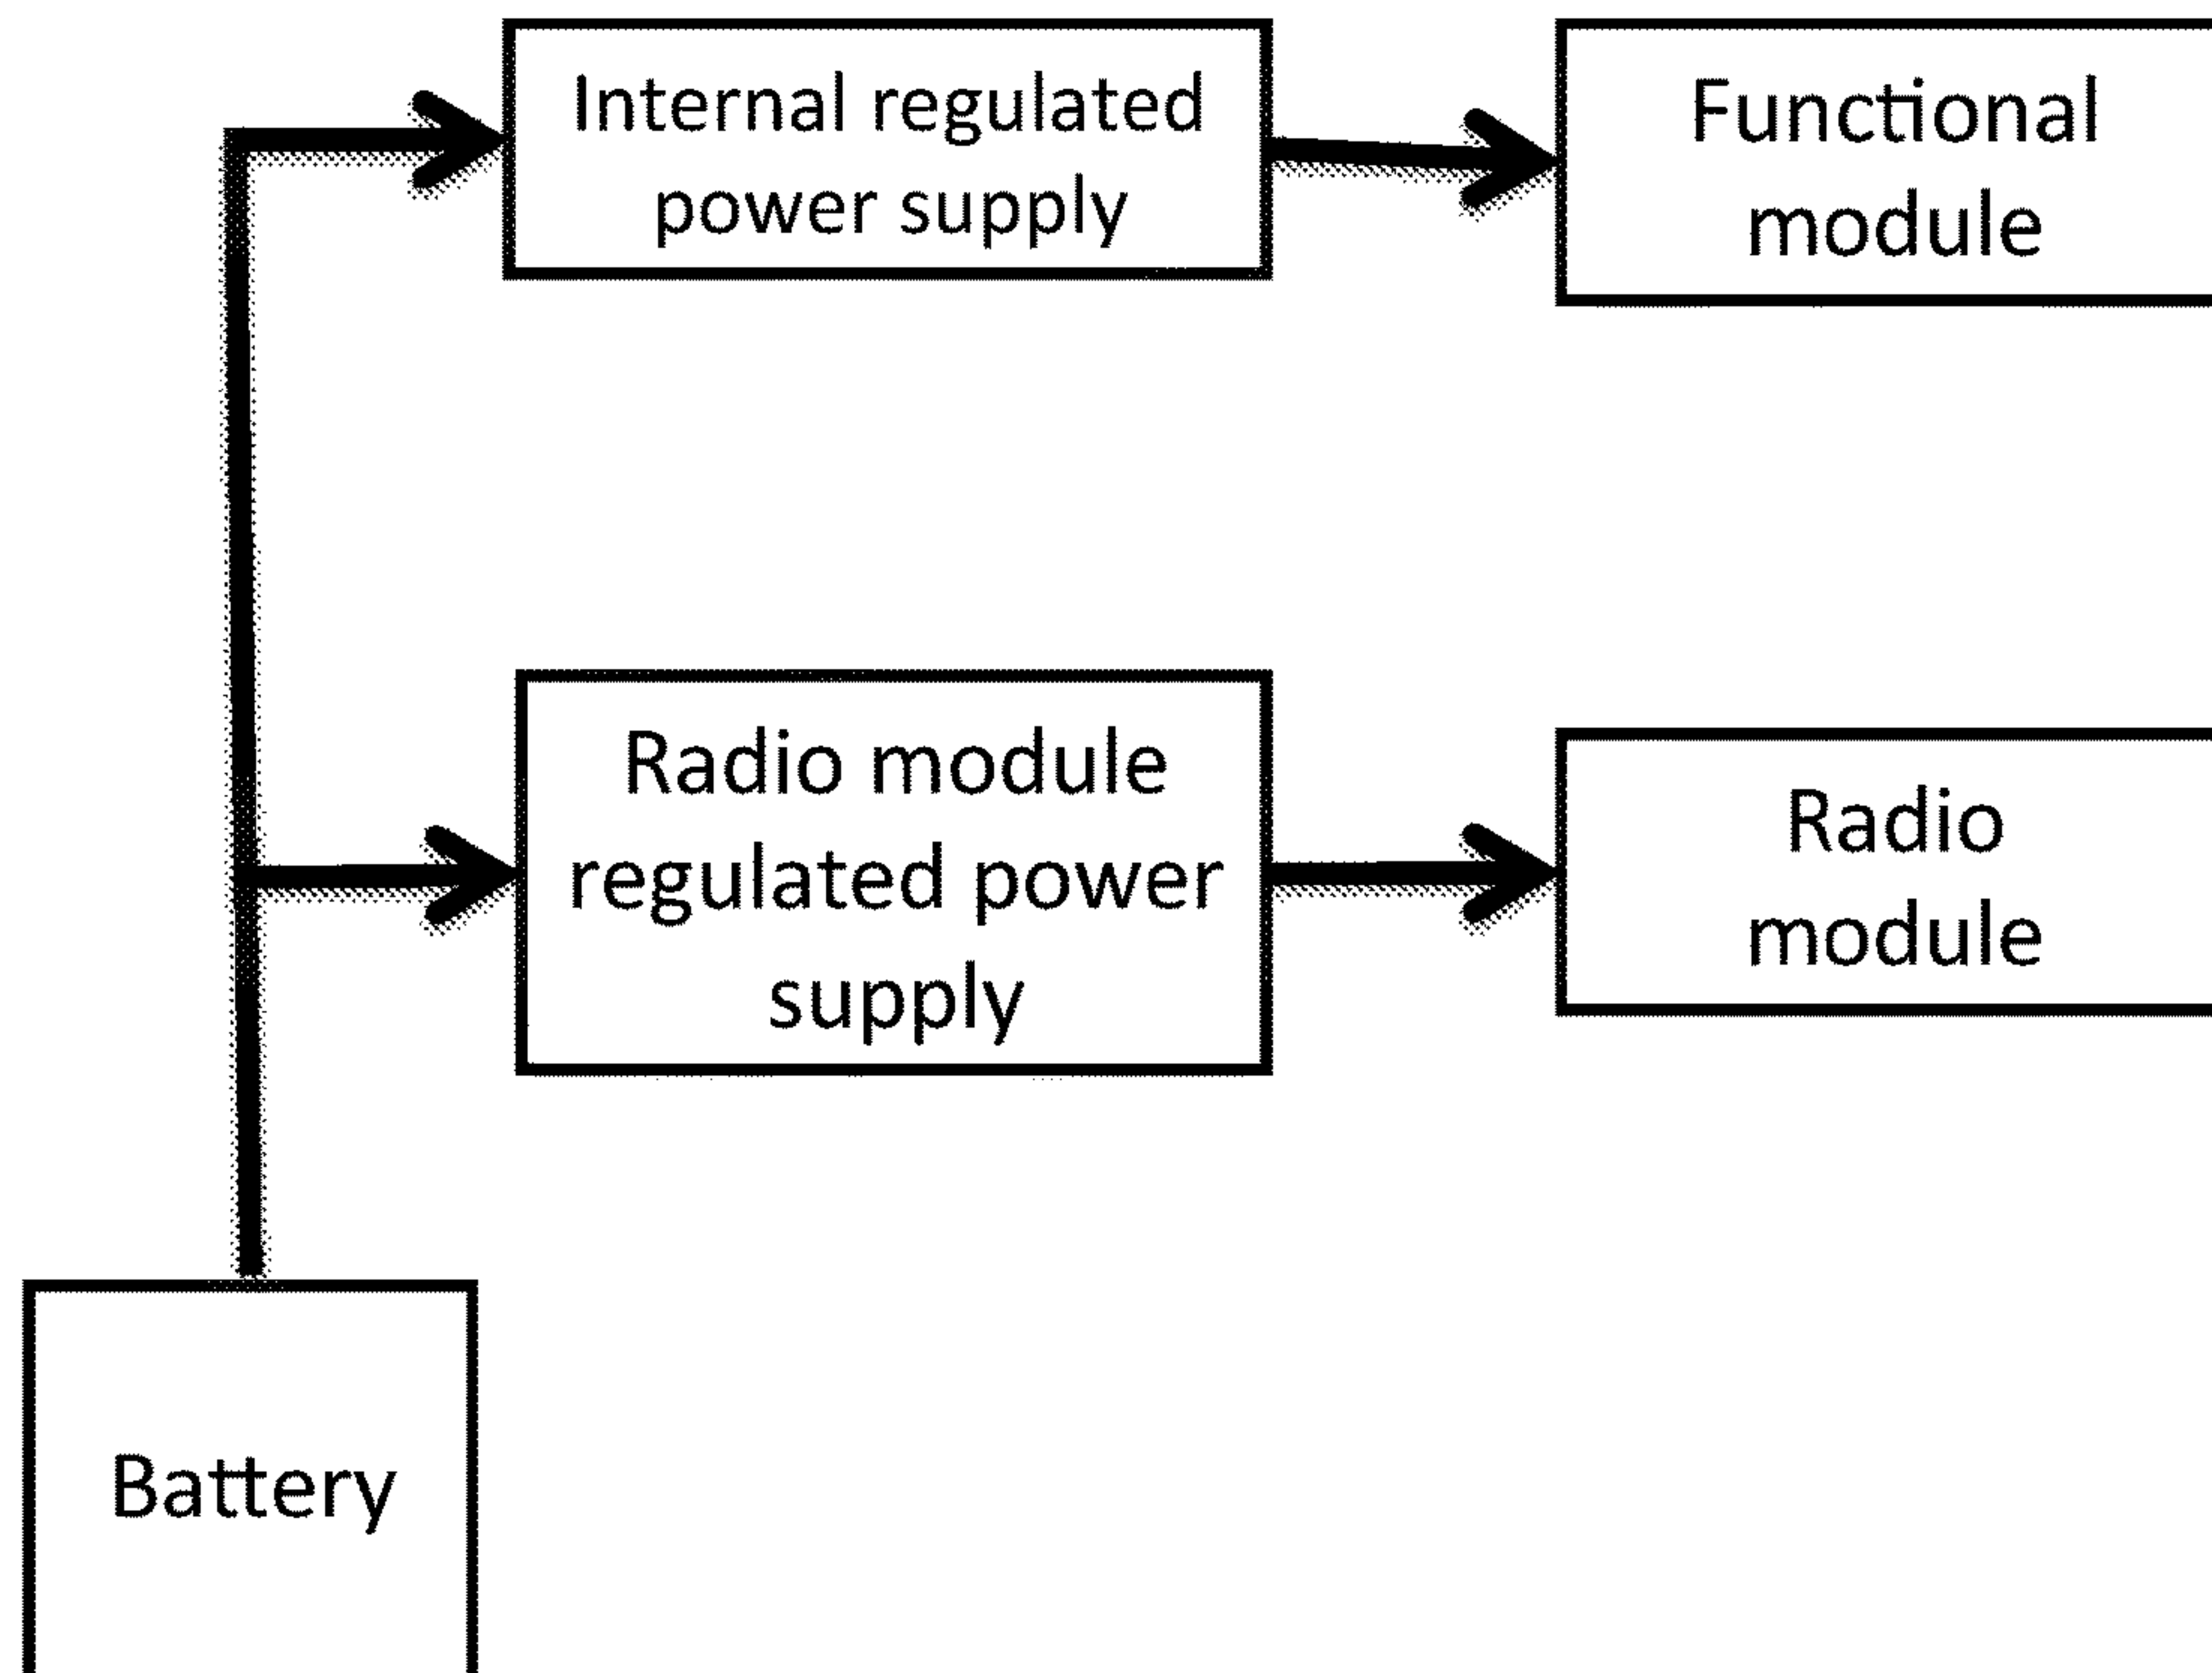 Internal regulated
power supply
Functional
module
Radio module
regulated power
supply
Radio
module
Battery